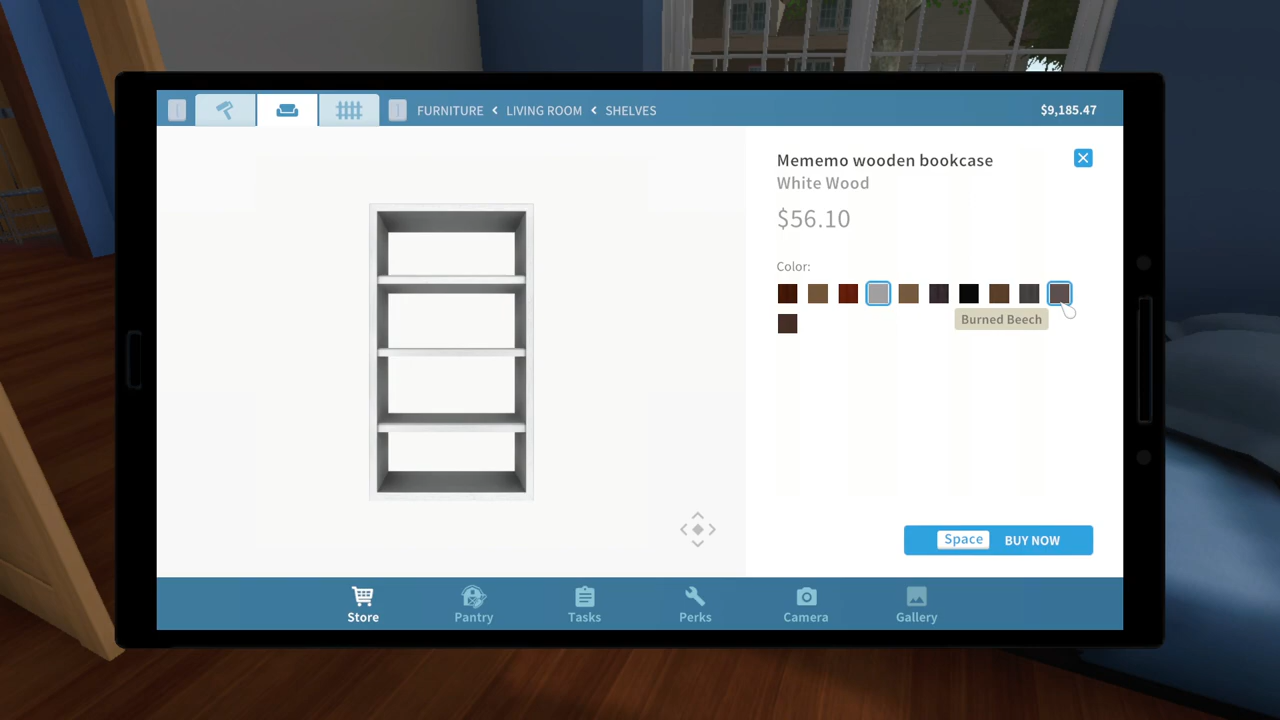 FURNITURE < LIVING ROOM < SHELVES
$9,185.47
Mememo wooden bookcase
White Wood
$56.10
Color:
Burned Beech
Space BUY NOW
Store
Pantry
Tasks
Perks
Camera
Gallery